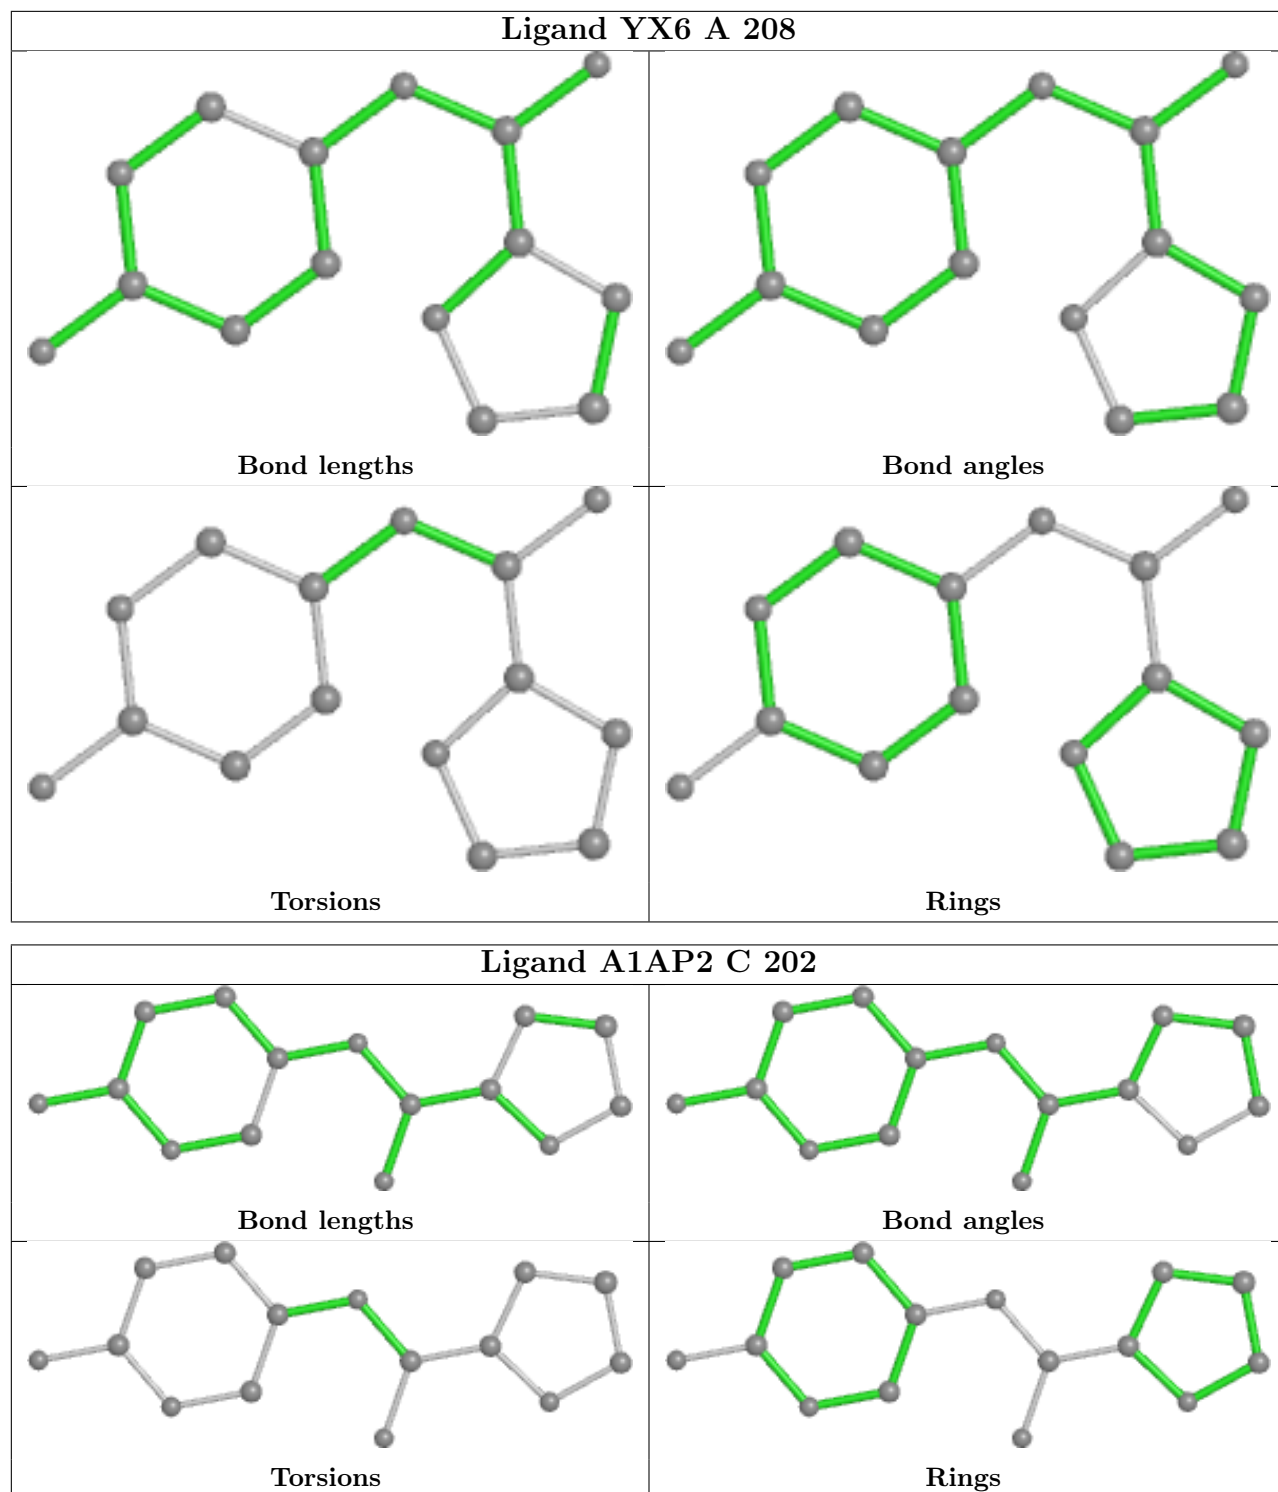 Ligand YX6 A 208
Bond lengths
Bond angles
Torsions
Rings
Ligand A1AP2 C 202
Bond lengths
Bond angles
Torsions
Rings